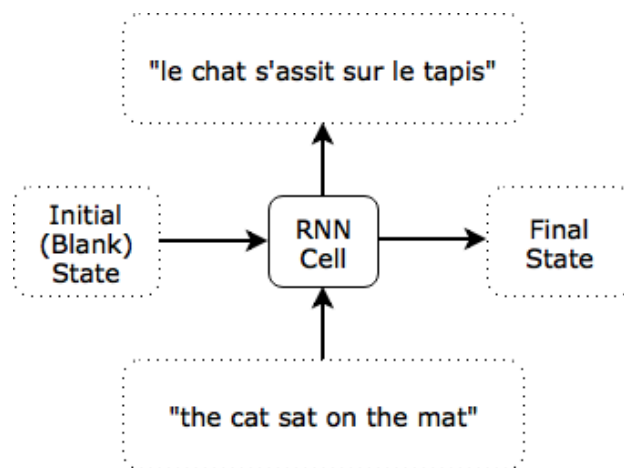 "le chat s'assit sur le tapis"
Initial
(Blank)
State
RNN
Cell
Final
State
"the cat sat on the mat"